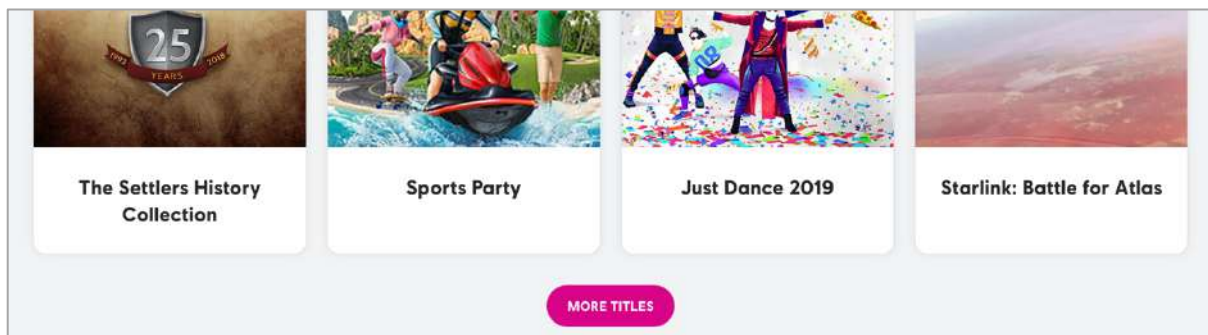 25
1993 YEARS 2018
The Settlers History
Collection
Sports Party
Just Dance 2019
Starlink: Battle for Atlas
MORE TITLES